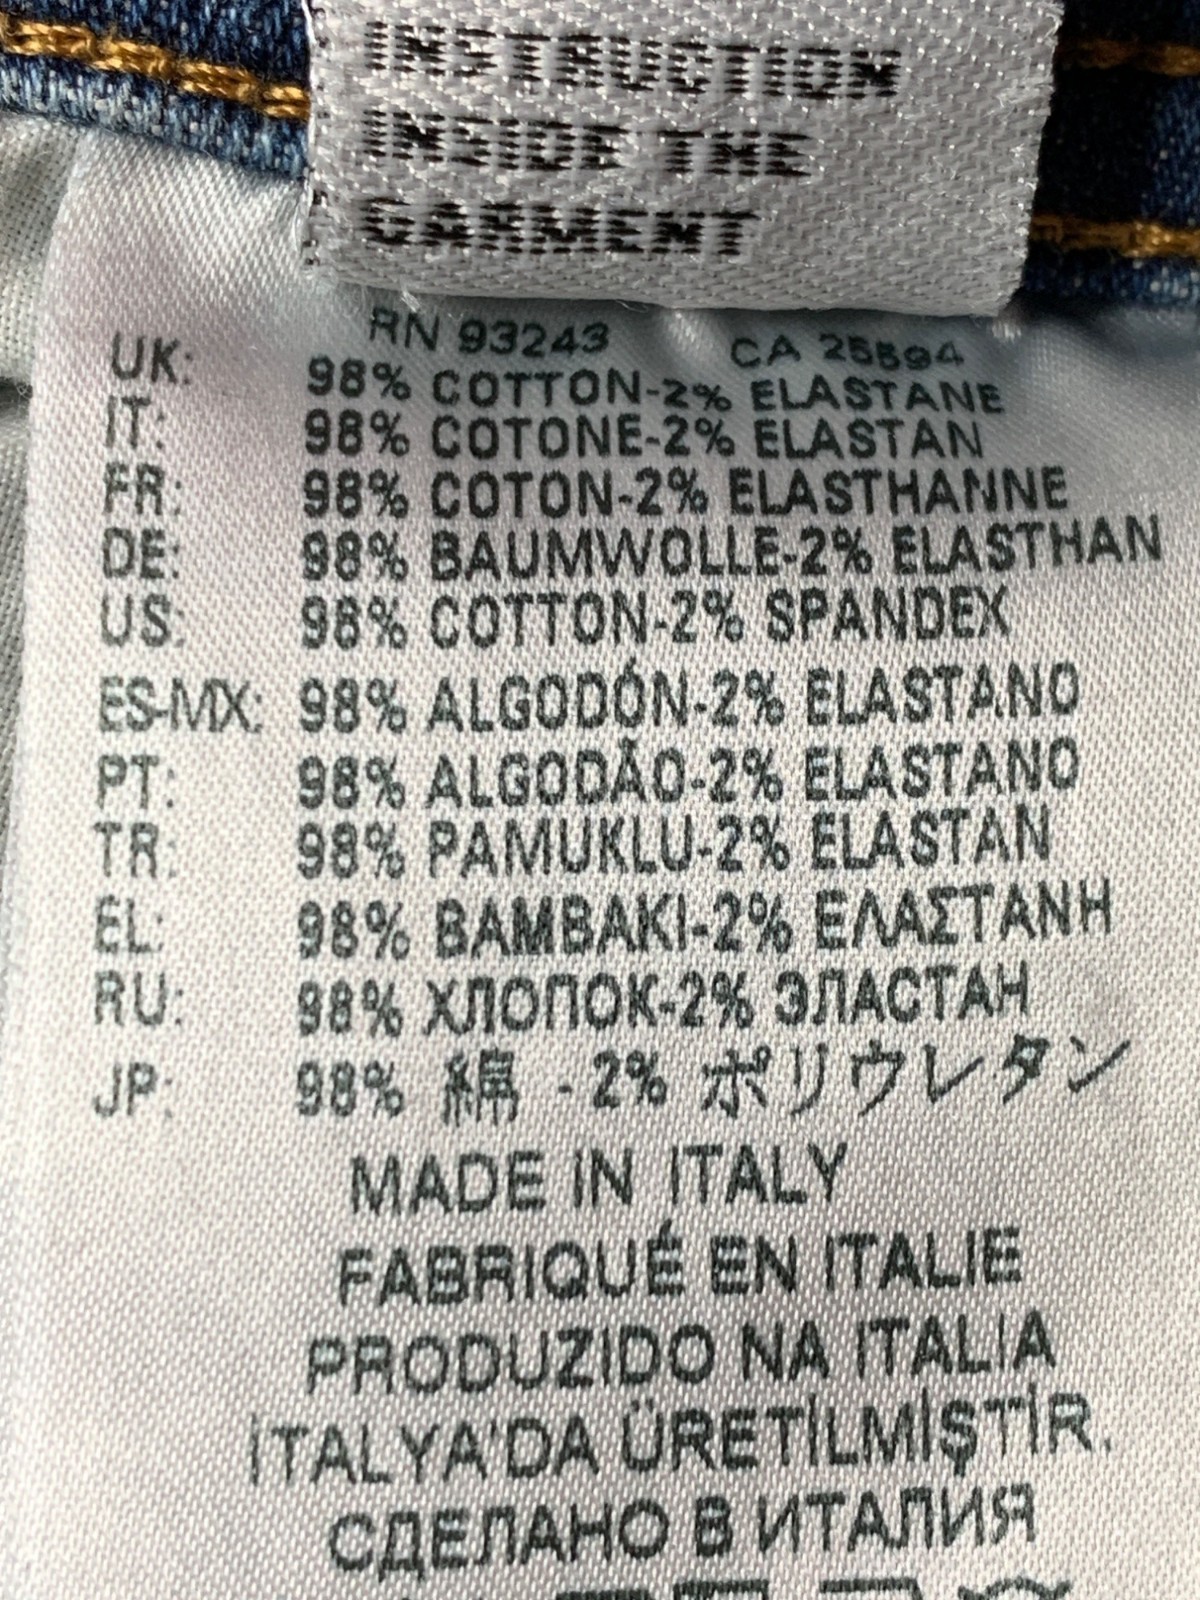 INSTRUCTION
INSIDE THE
GARMENT
RN 93243 CA 25594
UK: 98% COTTON-2% ELASTANE
IT: 98% COTONE-2% ELASTAN
FR: 98% COTON-2% ELASTHANNE
DE: 98% BAUMWOLLE-2% ELASTHAN
US: 98% COTTON-2% SPANDEX
ES-MX: 98% ALGODÓN-2% ELASTANO
PT: 98% ALGODÃO-2% ELASTANO
TR: 98% PAMUKLU-2% ELASTAN
EL: 98% BAMBAKI-2% ΕΛΑΣΤΑΝΗ
RU: 98% ХЛОПОК-2% ЭЛАСТАН
JP: 98% 綿 - 2% ポリウレタン
MADE IN ITALY
FABRIQUÉ EN ITALIE
PRODUZIDO NA ITALIA
İTALYA'DA ÜRETİLMİŞTİR.
СДЕЛАНО В ИТАЛИЯ